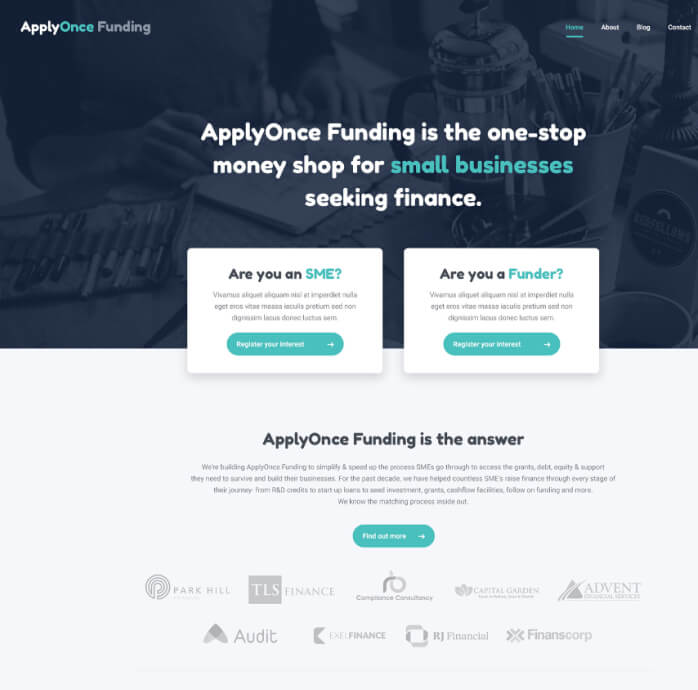 ApplyOnce Funding
Home About Blog Contact
ApplyOnce Funding is the one-stop
money shop for small businesses
seeking finance.
Are you an SME?
Vivamus aliquet aliquam nisl at imperdiet nulla
eget eros vitae massa iaculis pretium sed non
dignissim lacus donec luctus sem
Register your interest →
Are you a Funder?
Vivamus aliquet aliquam nisl at imperdiet nulla
eget eros vitae massa iaculis pretium sed non
dignissim lacus donec luctus sem
Register your interest →
ApplyOnce Funding is the answer
We're building ApplyOnce Funding to simplify & speed up the process SMEs go through to access the grants, debt, equity & support
they need to survive and build their businesses. For the past decade, we have helped countless SME's raise finance through every stage of
their journey- from R&D credits to start up loans to seed investment, grants, cashflow facilities, follow on funding and more.
We know the matching process inside out.
Find out more →
PARK HILL
TLS FINANCE
Compliance Consultancy
CAPITAL GARDEN
ADVENT
FINANCIAL SERVICES
Audit
EXELFINANCE
RJ Financial
Finanscorp